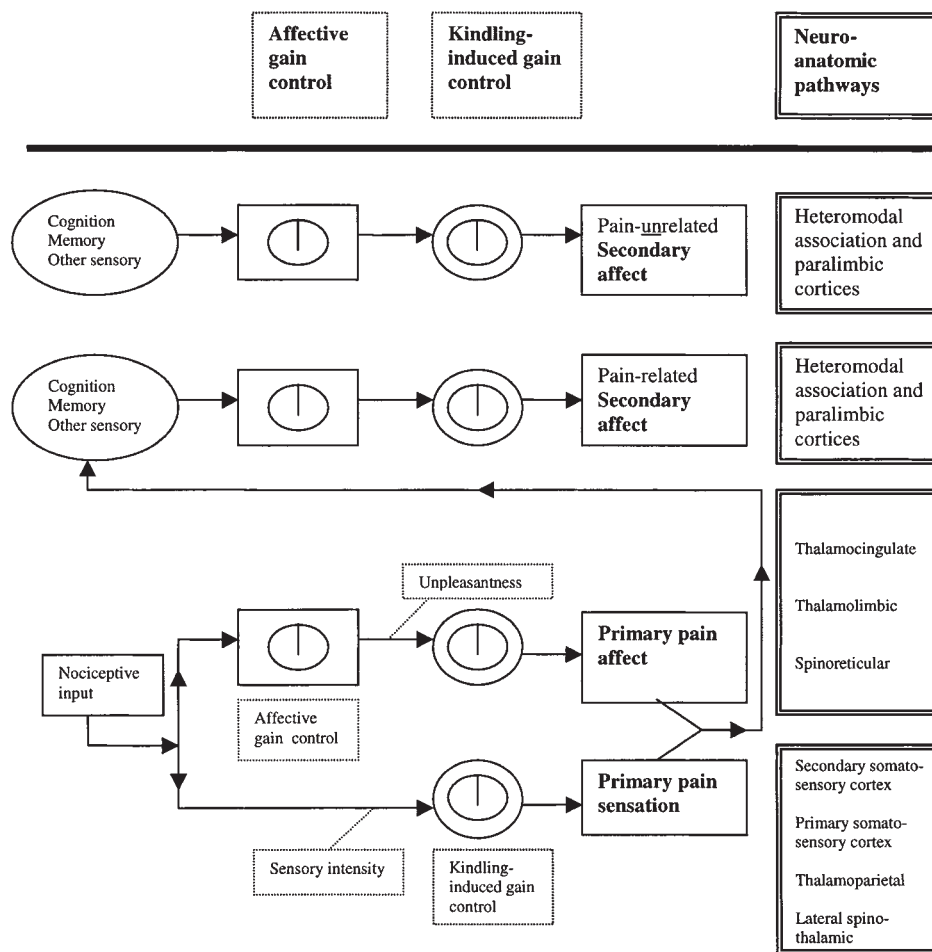 Affective
gain
control
Kindling-
induced gain
control
Neuro-
anatomic
pathways
Cognition
Memory
Other sensory
Pain-unrelated
Secondary
affect
Heteromodal
association and
paralimbic
cortices
Cognition
Memory
Other sensory
Pain-related
Secondary
affect
Heteromodal
association and
paralimbic
cortices
Thalamocingulate
Thalamolimbic
Spinoreticular
Unpleasantness
Primary pain
affect
Nociceptive
input
Affective
gain control
Primary pain
sensation
Sensory intensity
Kindling-
induced gain
control
Secondary somato-
sensory cortex
Primary somato-
sensory cortex
Thalamoparietal
Lateral spino-
thalamic